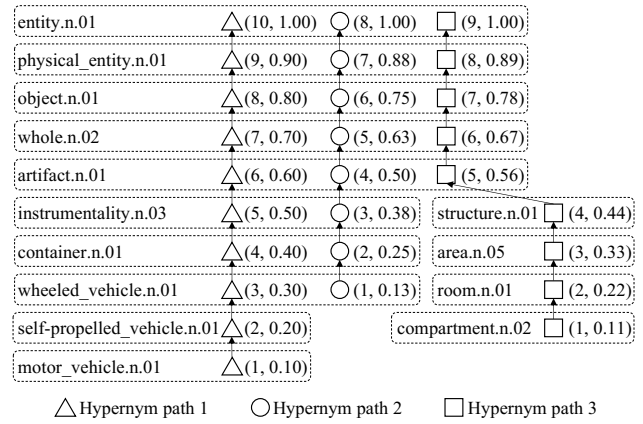 entity.n.01 (10, 1.00) (8, 1.00) (9, 1.00)
physical_entity.n.01 (9, 0.90) (7, 0.88) (8, 0.89)
object.n.01 (8, 0.80) (6, 0.75) (7, 0.78)
whole.n.02 (7, 0.70) (5, 0.63) (6, 0.67)
artifact.n.01 (6, 0.60) (4, 0.50) (5, 0.56)
instrumentality.n.03 (5, 0.50) (3, 0.38) structure.n.01 (4, 0.44)
container.n.01 (4, 0.40) (2, 0.25) area.n.05 (3, 0.33)
wheeled_vehicle.n.01 (3, 0.30) (1, 0.13) room.n.01 (2, 0.22)
self-propelled_vehicle.n.01 (2, 0.20) compartment.n.02 (1, 0.11)
motor_vehicle.n.01 (1, 0.10)
Hypernym path 1 Hypernym path 2 Hypernym path 3